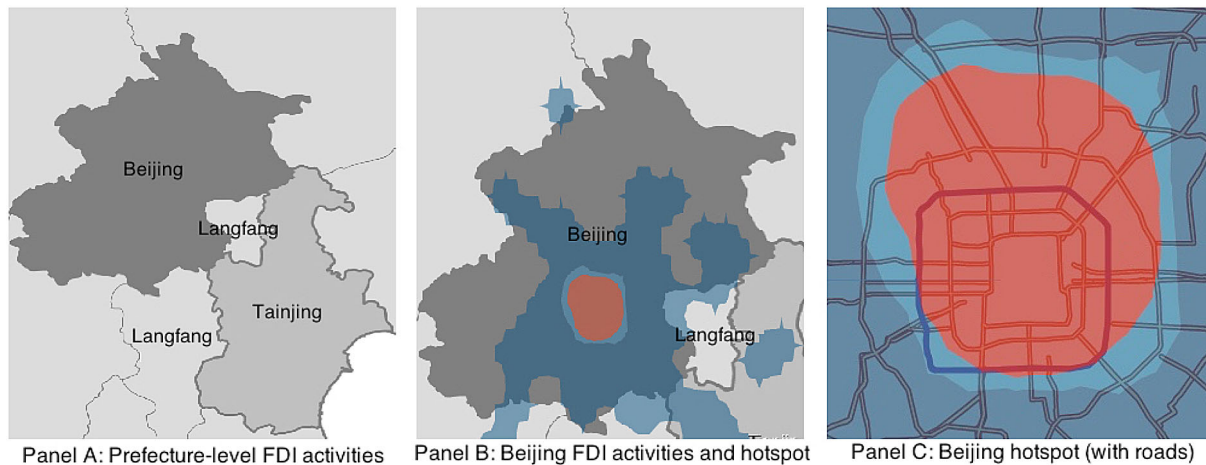 Beijing
Langfang
Tainjing
Langfang
Beijing
Langfang
Panel A: Prefecture-level FDI activities
Panel B: Beijing FDI activities and hotspot
Panel C: Beijing hotspot (with roads)